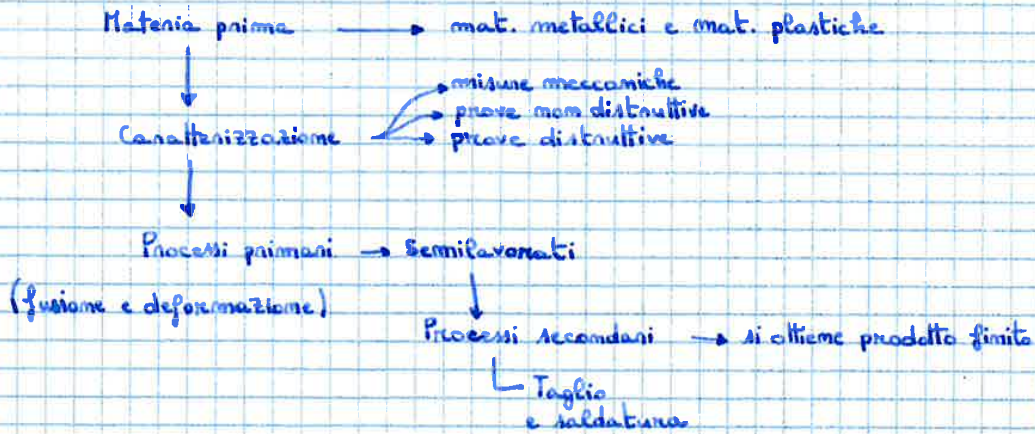 Materia prima → mat. metallici e mat. plastiche
misure meccaniche
prove non distruttive
Caratterizzazione → prove distruttive
Processi primari → Semilavorati
(fusione e deformazione)
Processi secondari → si ottiene prodotto finito
Taglio
e saldatura